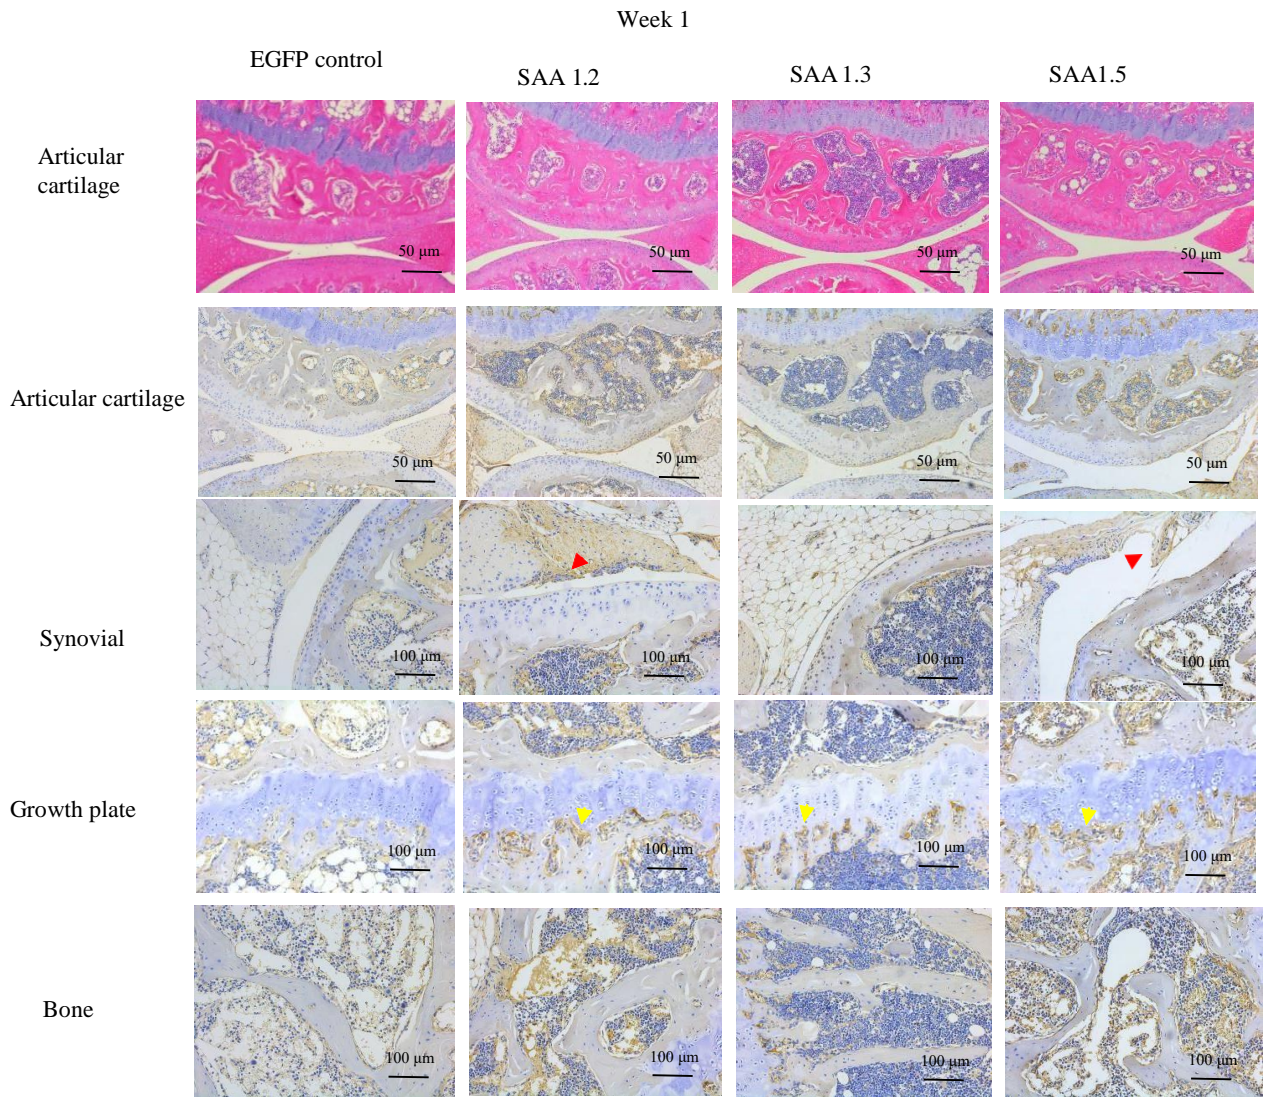 Week 1
EGFP control
SAA 1.2
SAA 1.3
SAA1.5
Articular
cartilage
50 μm
50 μm
50 μm
50 μm
Articular cartilage
50 μm
50 μm
50 μm
50 μm
Synovial
100 μm
100 μm
100 μm
100 μm
Growth plate
100 μm
100 μm
100 μm
100 μm
Bone
100 μm
100 μm
100 μm
100 μm